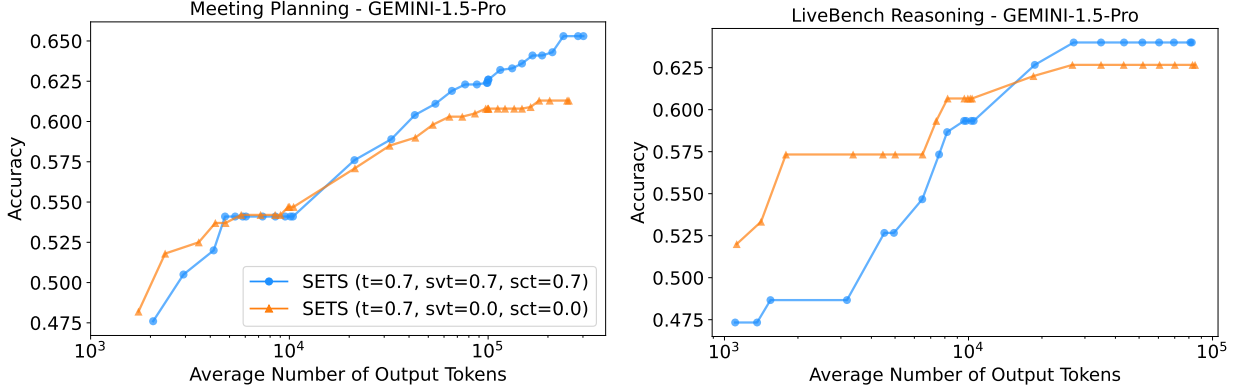 Meeting Planning - GEMINI-1.5-Pro
Accuracy
0.650
0.625
0.600
0.575
0.550
0.525
0.500
0.475
SETS (t=0.7, svt=0.7, sct=0.7)
SETS (t=0.7, svt=0.0, sct=0.0)
10³
10⁴
10⁵
Average Number of Output Tokens
LiveBench Reasoning - GEMINI-1.5-Pro
Accuracy
0.625
0.600
0.575
0.550
0.525
0.500
0.475
10³
10⁴
10⁵
Average Number of Output Tokens